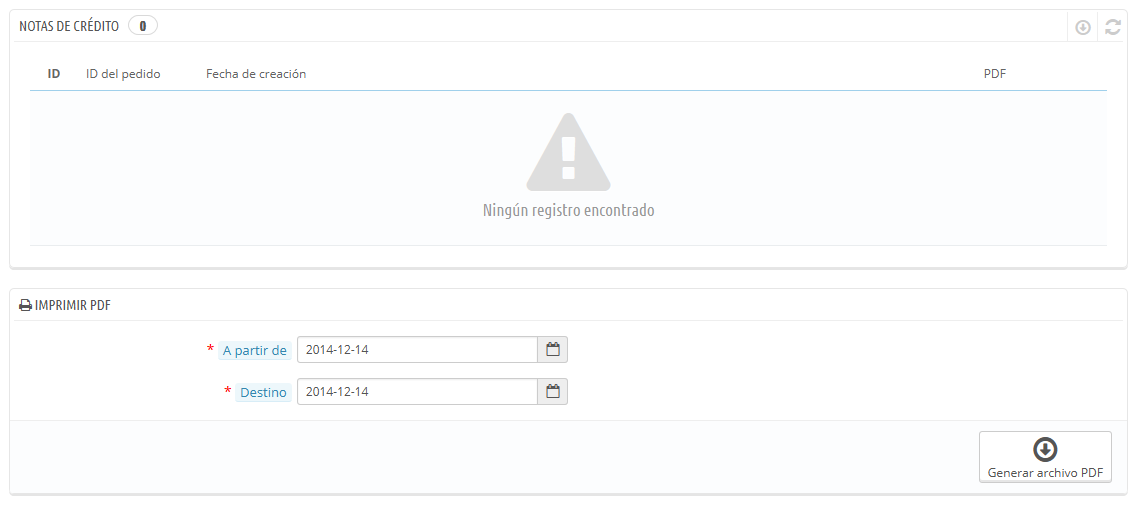 NOTAS DE CRÉDITO 0
ID ID del pedido Fecha de creación PDF
Ningún registro encontrado
IMPRIMIR PDF
* A partir de 2014-12-14
* Destino 2014-12-14
Generar archivo PDF